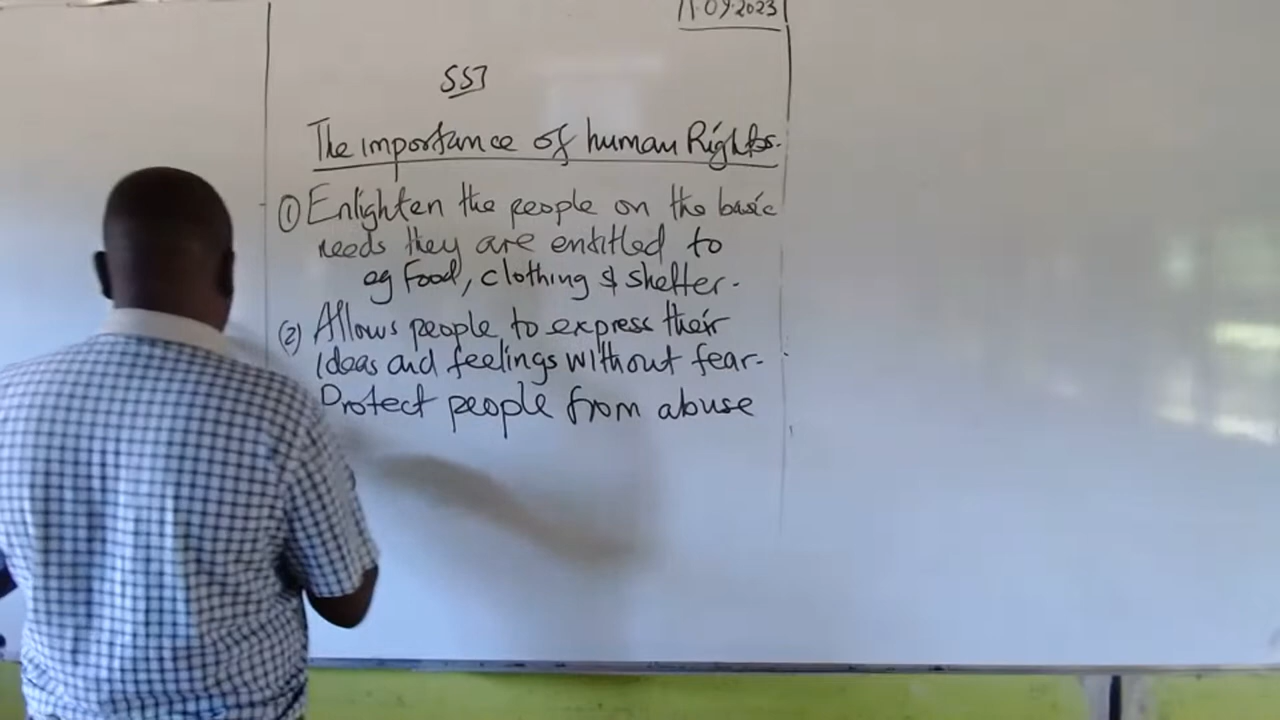 11.09.2023
SST
The importance of human Rights.
① Enlighten the people on the basic
needs they are entitled to
eg Food, clothing & shelter.
(2) Allows people to express their
Ideas and feelings without fear.
Protect people from abuse